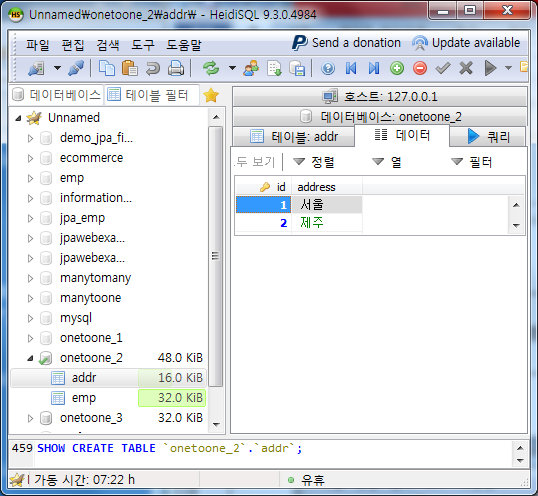 Unnamed\onetoone_2\addr\ - HeidiSQL 9.3.0.4984
파일 편집 검색 도구 도움말
Send a donation
Update available
데이터베이스
테이블 필터
호스트: 127.0.0.1
데이터베이스: onetoone_2
테이블: addr
데이터
쿼리
두 보기
정렬
열
필터
id address
1 서울
2 제주
Unnamed
demo_jpa_fi...
ecommerce
emp
information...
jpa_emp
jpawebexa...
jpawebexa...
manytomany
manytoone
mysql
onetoone_1
onetoone_2 48.0 KiB
addr 16.0 KiB
emp 32.0 KiB
onetoone_3 32.0 KiB
459 SHOW CREATE TABLE `onetoone_2`.`addr`;
가동 시간: 07:22 h
유휴